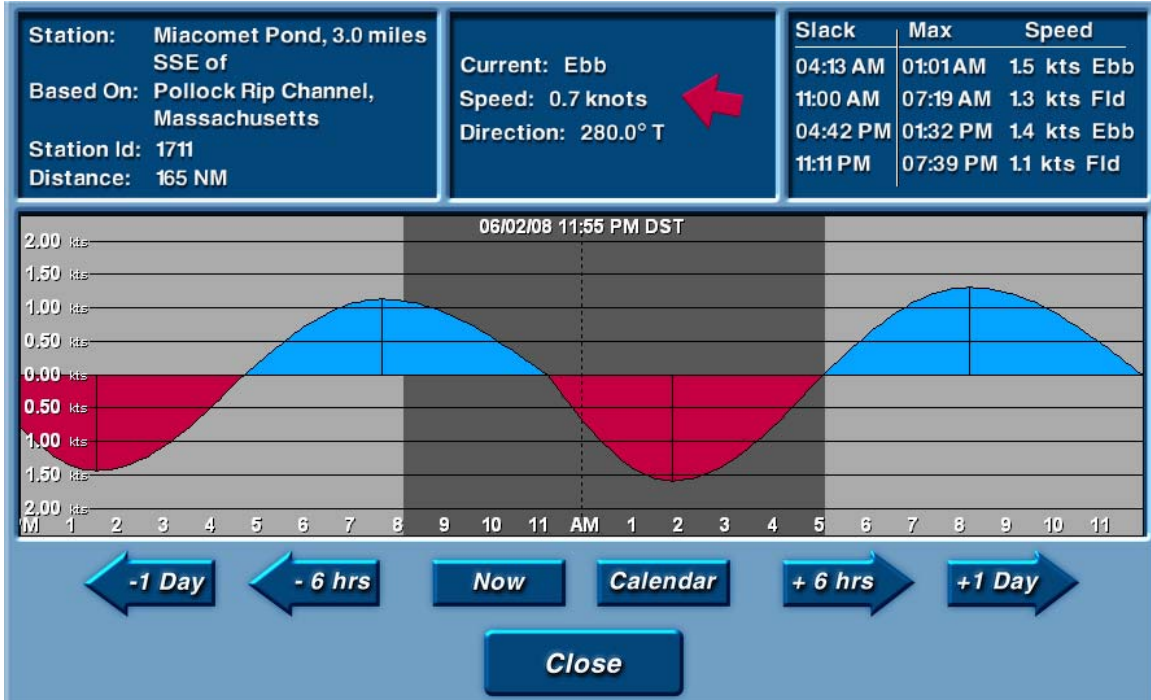 Station: Miacomet Pond, 3.0 miles
SSE of
Based On: Pollock Rip Channel,
Massachusetts
Station Id: 1711
Distance: 165 NM
Current: Ebb
Speed: 0.7 knots
Direction: 280.0° T
Slack Max Speed
04:13 AM 01:01 AM 1.5 kts Ebb
11:00 AM 07:19 AM 1.3 kts Fld
04:42 PM 01:32 PM 1.4 kts Ebb
11:11 PM 07:39 PM 1.1 kts Fld
06/02/08 11:55 PM DST
2.00 kts
1.50 kts
1.00 kts
0.50 kts
0.00 kts
0.50 kts
1.00 kts
1.50 kts
2.00 kts
1 2 3 4 5 6 7 8 9 10 11 AM 1 2 3 4 5 6 7 8 9 10 11
-1 Day - 6 hrs Now Calendar + 6 hrs +1 Day
Close